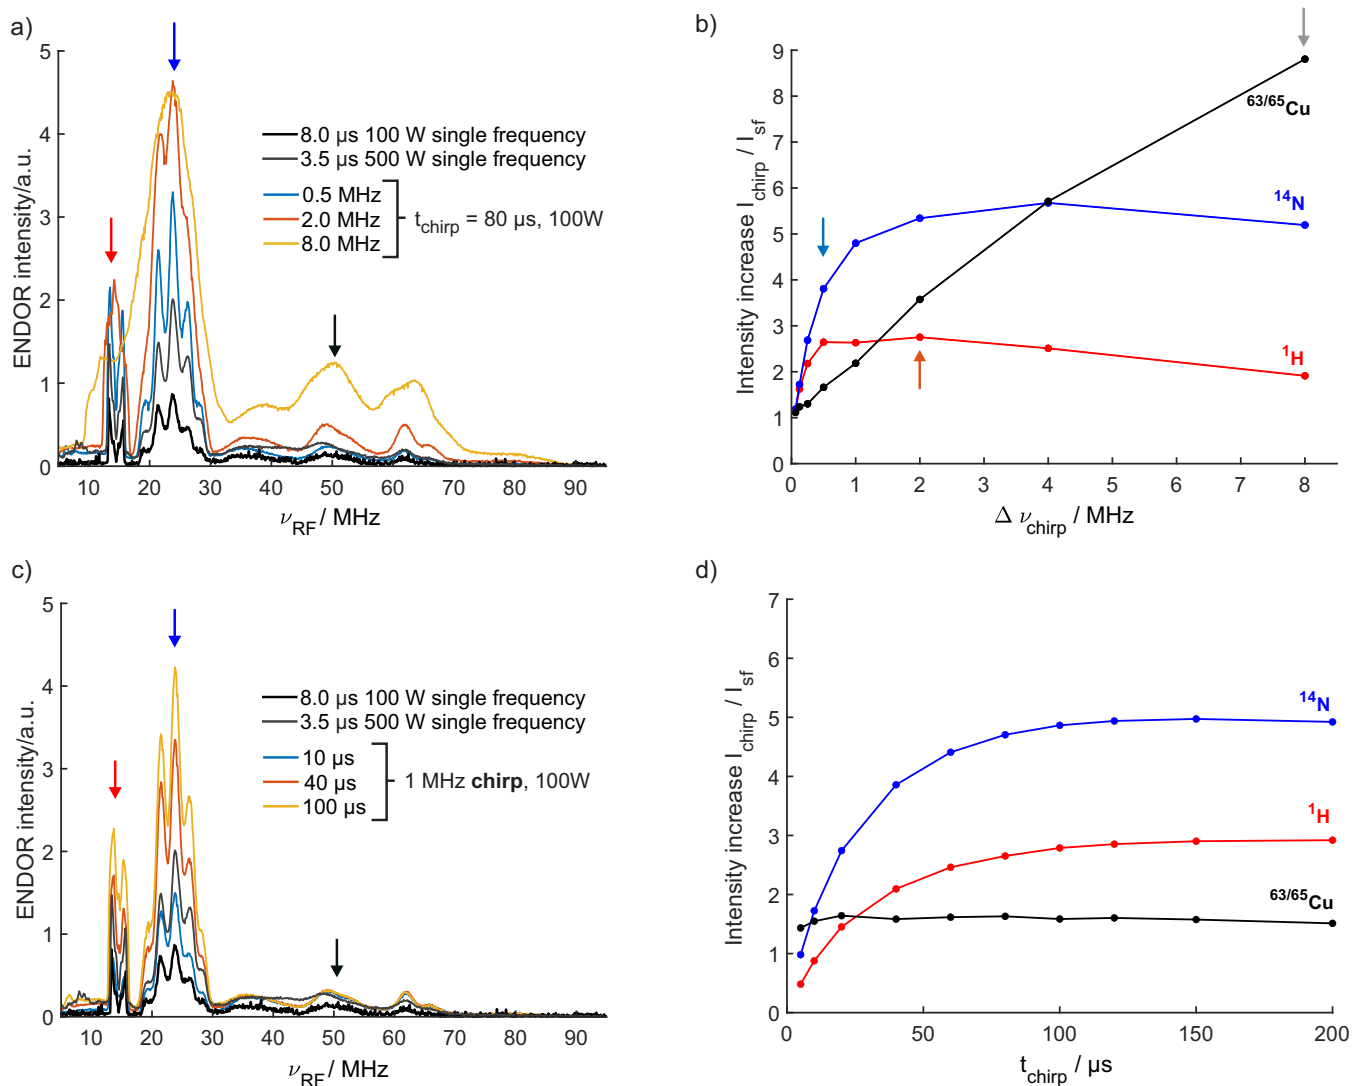 a)
ENDOR intensity/a.u.
5
4
3
2
1
0
10 20 30 40 50 60 70 80 90
ν_RF / MHz
8.0 µs 100 W single frequency
3.5 µs 500 W single frequency
0.5 MHz
2.0 MHz
8.0 MHz
t_chirp = 80 µs, 100W
b)
Intensity increase I_chirp / I_sf
9
8
7
6
5
4
3
2
1
0
0 1 2 3 4 5 6 7 8
Δ ν_chirp / MHz
^63/65Cu
^14N
^1H
c)
ENDOR intensity/a.u.
5
4
3
2
1
0
10 20 30 40 50 60 70 80 90
ν_RF / MHz
8.0 µs 100 W single frequency
3.5 µs 500 W single frequency
10 µs
40 µs
100 µs
1 MHz chirp, 100W
d)
Intensity increase I_chirp / I_sf
7
6
5
4
3
2
1
0
0 50 100 150 200
t_chirp / µs
^14N
^1H
^63/65Cu